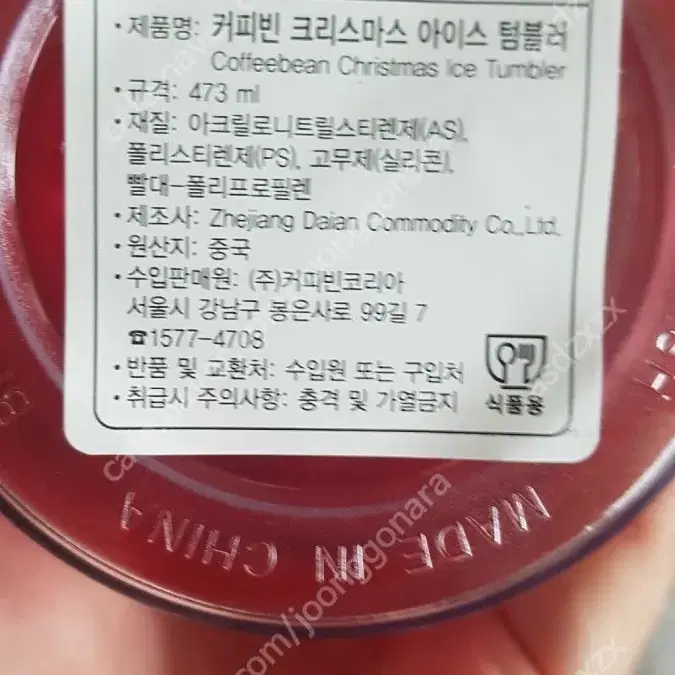 • 제품명: 커피빈 크리스마스 아이스 텀블러
Coffeebean Christmas Ice Tumbler
• 규격: 473 ml
• 재질: 아크릴로니트릴스티렌제(AS),
폴리스티렌제(PS), 고무제(실리콘),
빨대-폴리프로필렌
• 제조사: Zhejiang Daian Commodity Co.,Ltd.
• 원산지: 중국
• 수입판매원: (주)커피빈코리아
서울시 강남구 봉은사로 99길 7
☎1577-4708
• 반품 및 교환처: 수입원 또는 구입처
• 취급시 주의사항: 충격 및 가열금지
식품용
MADE IN CHINA
com/joonggonara